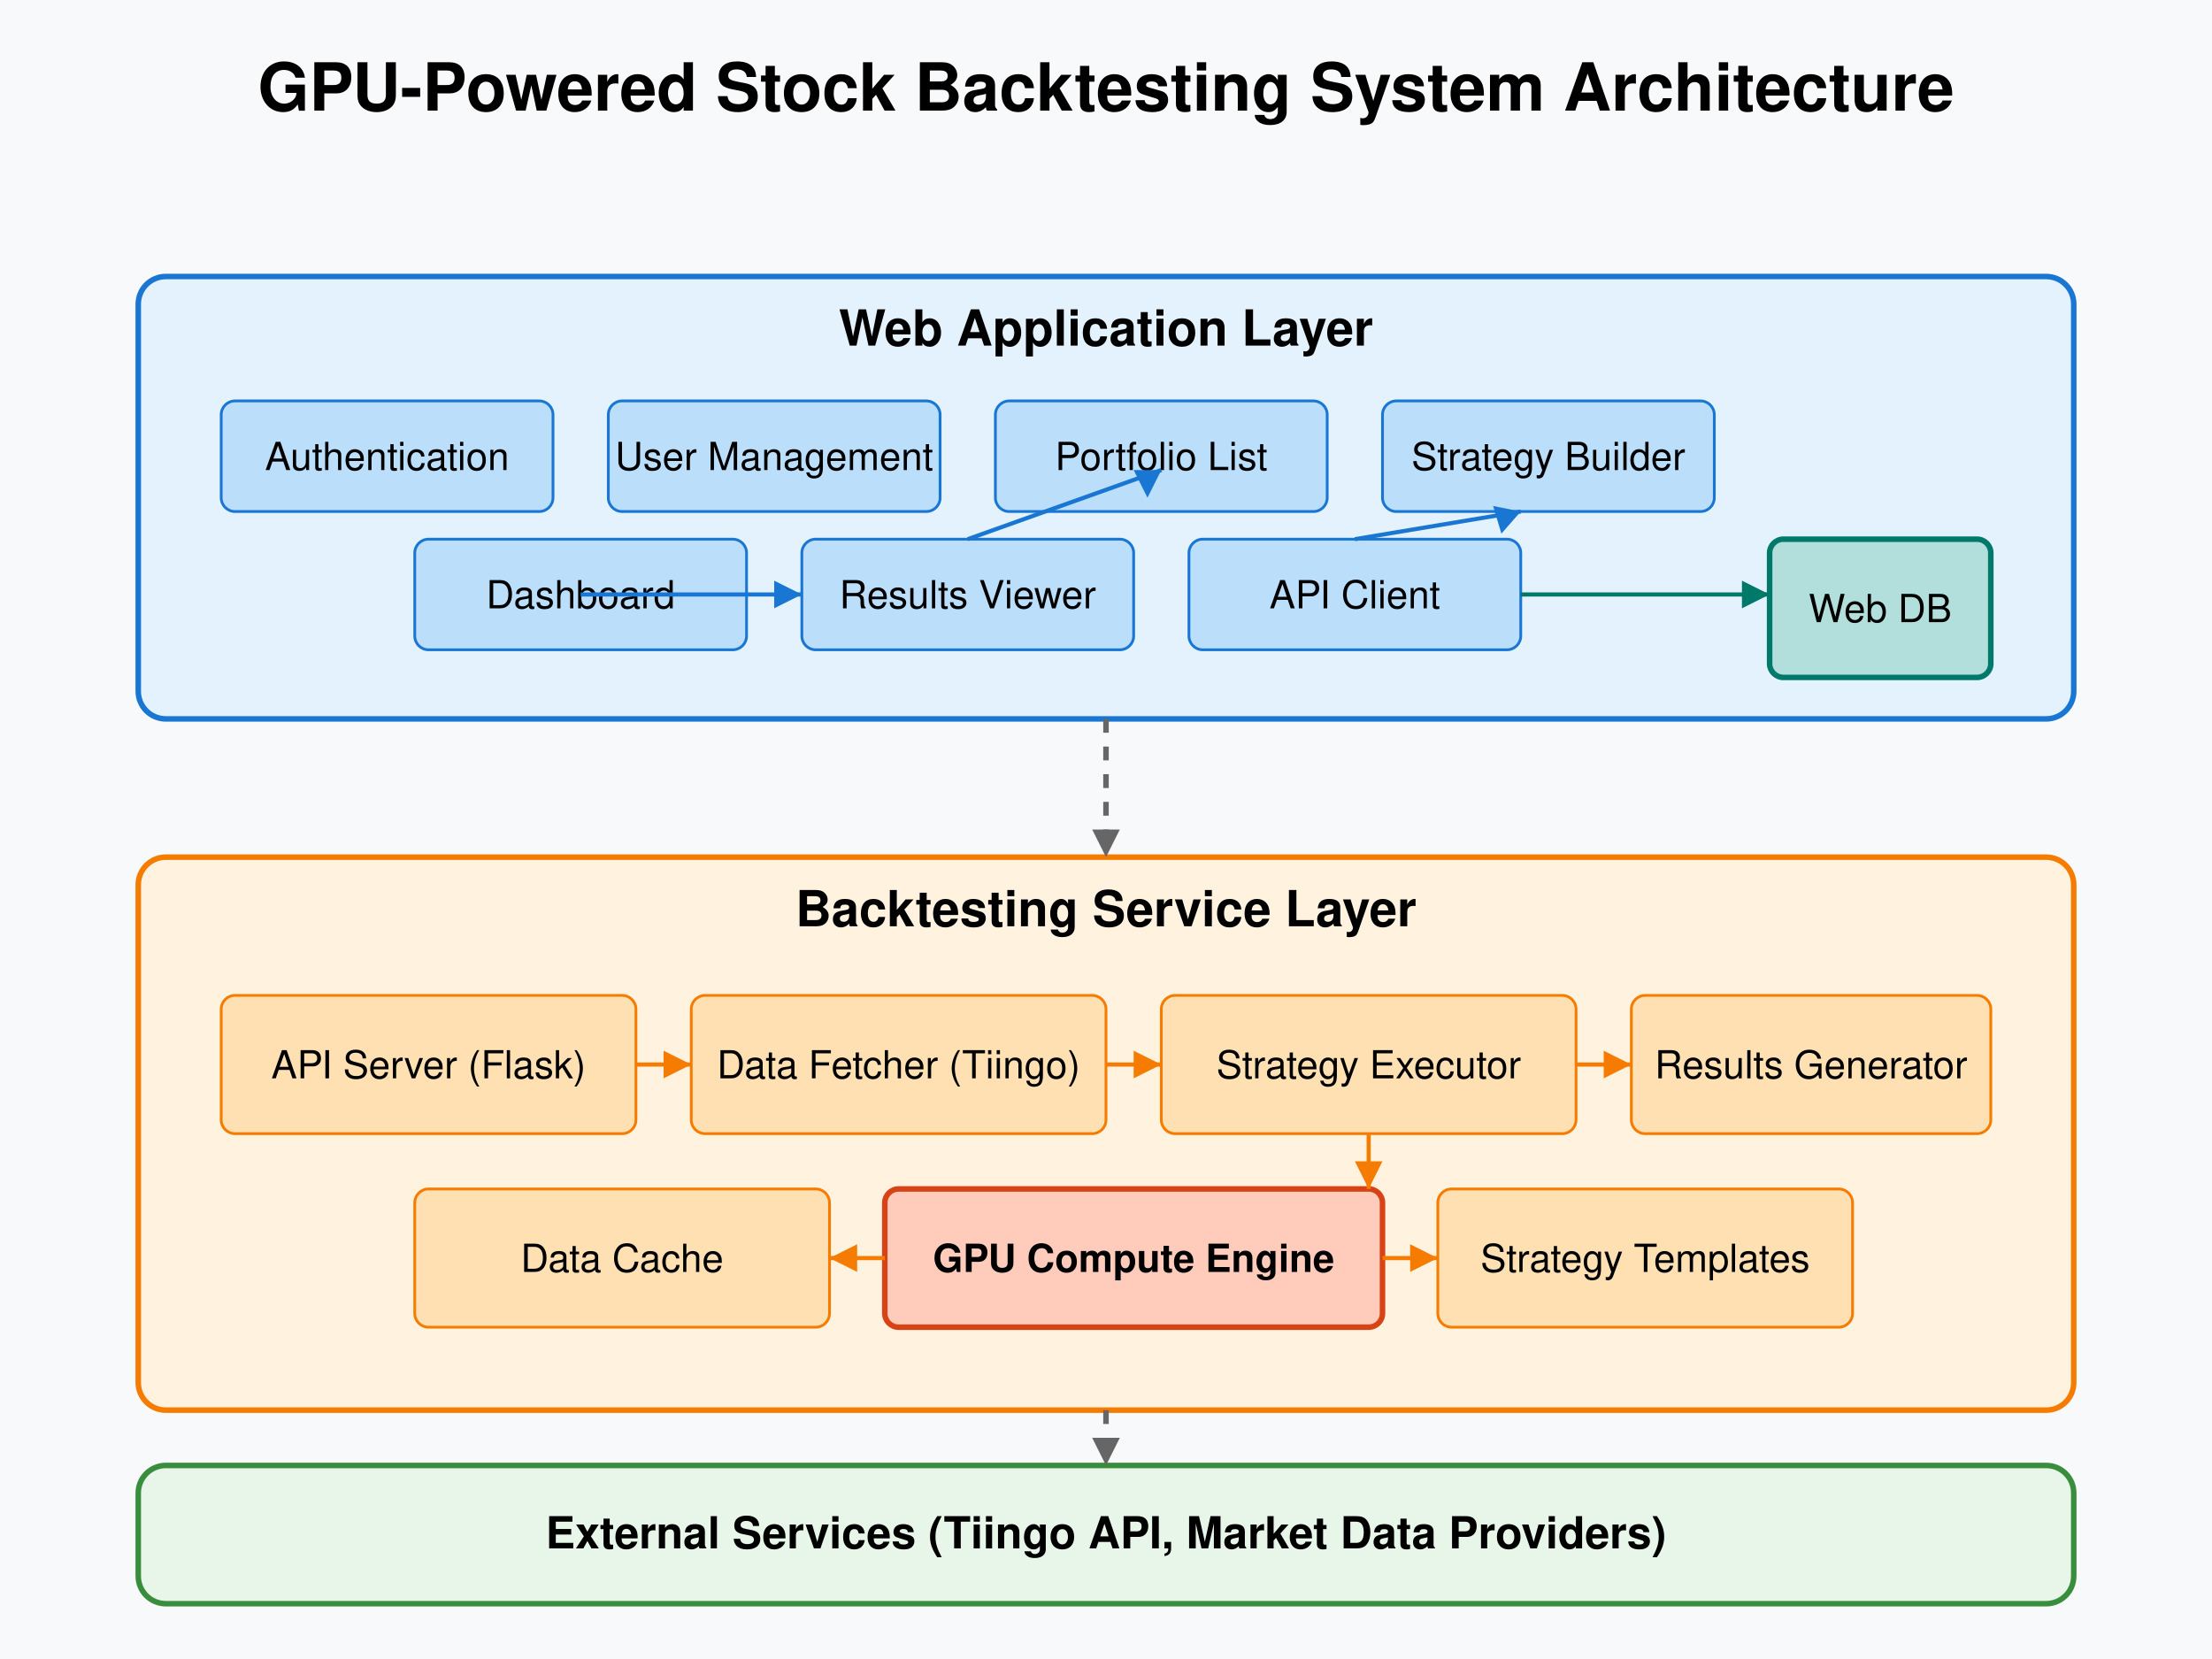 GPU-Powered Stock Backtesting System Architecture
Web Application Layer
Authentication
User Management
Portfolio List
Strategy Builder
Dashboard
Results Viewer
API Client
Web DB
Backtesting Service Layer
API Server (Flask)
Data Fetcher (Tiingo)
Strategy Executor
Results Generator
Data Cache
GPU Compute Engine
Strategy Templates
External Services (Tiingo API, Market Data Providers)